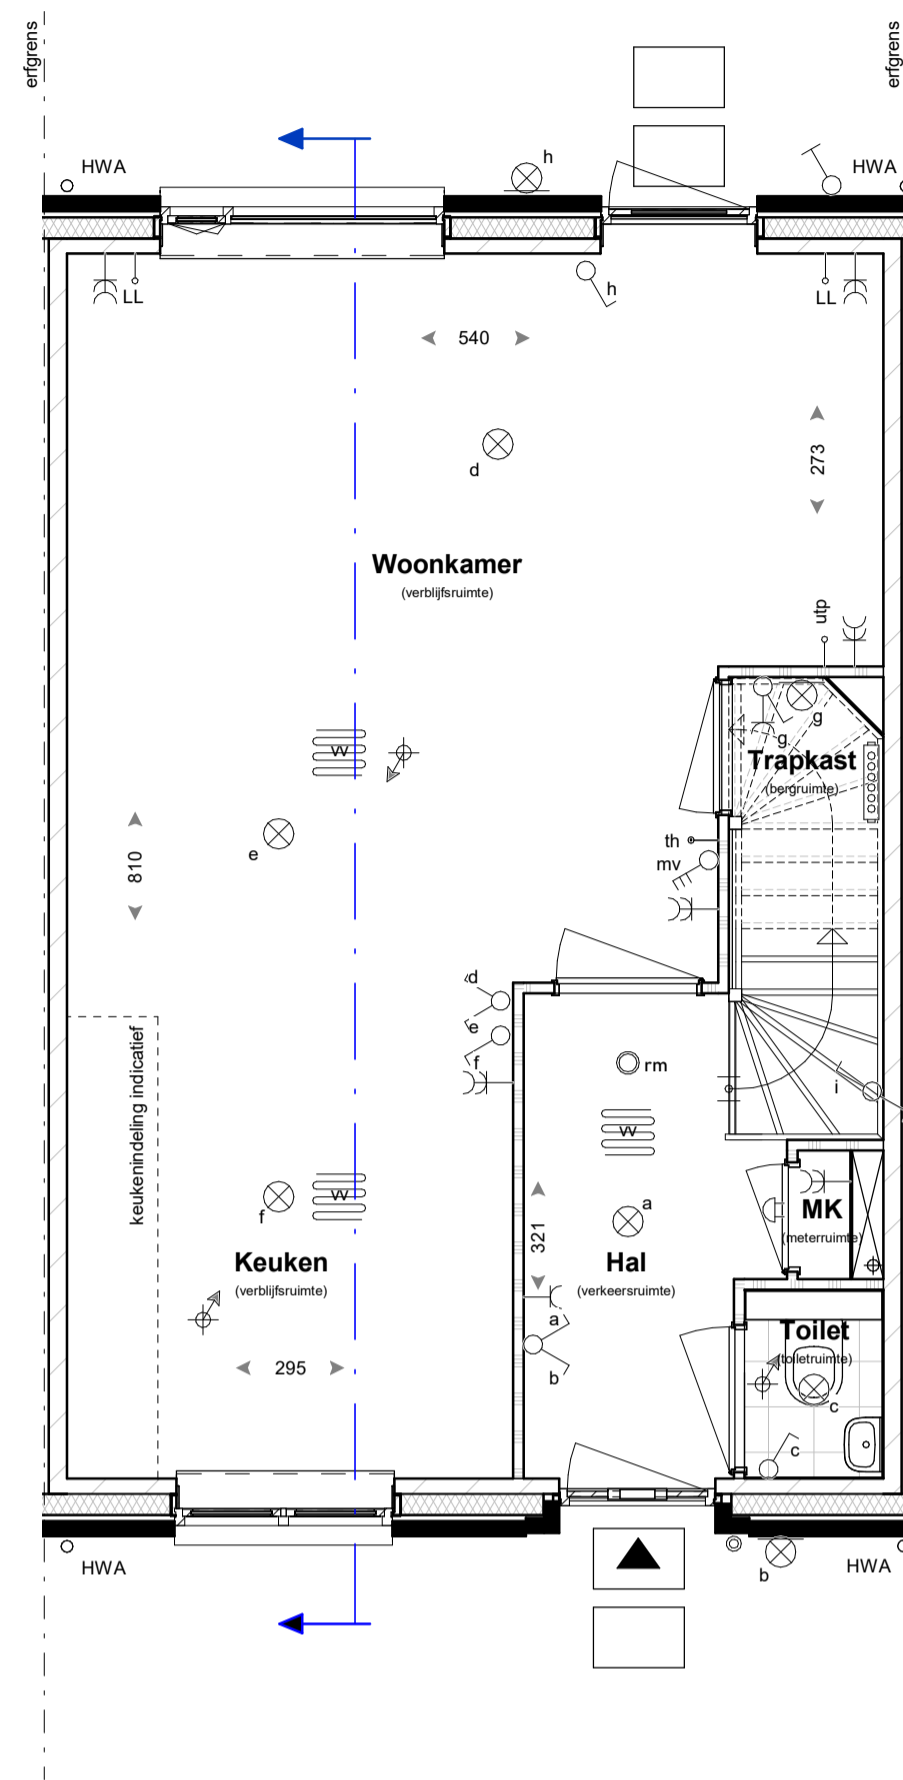 erfgrens
erfgrens
HWA
h
HWA
LL
h
LL
540
273
d
Woonkamer
(verblijfsruimte)
utp
g
g
VV
Trapkast
(bergruimte)
e
th
mv
810
d
e
f
keukenindeling indicatief
rm
i
VV
VV
f
a
MK
(meterruimte)
321
Keuken
(verblijfsruimte)
Hal
(verkeersruimte)
a
b
Toilet
(toiletruimte)
295
c
c
HWA
b
HWA